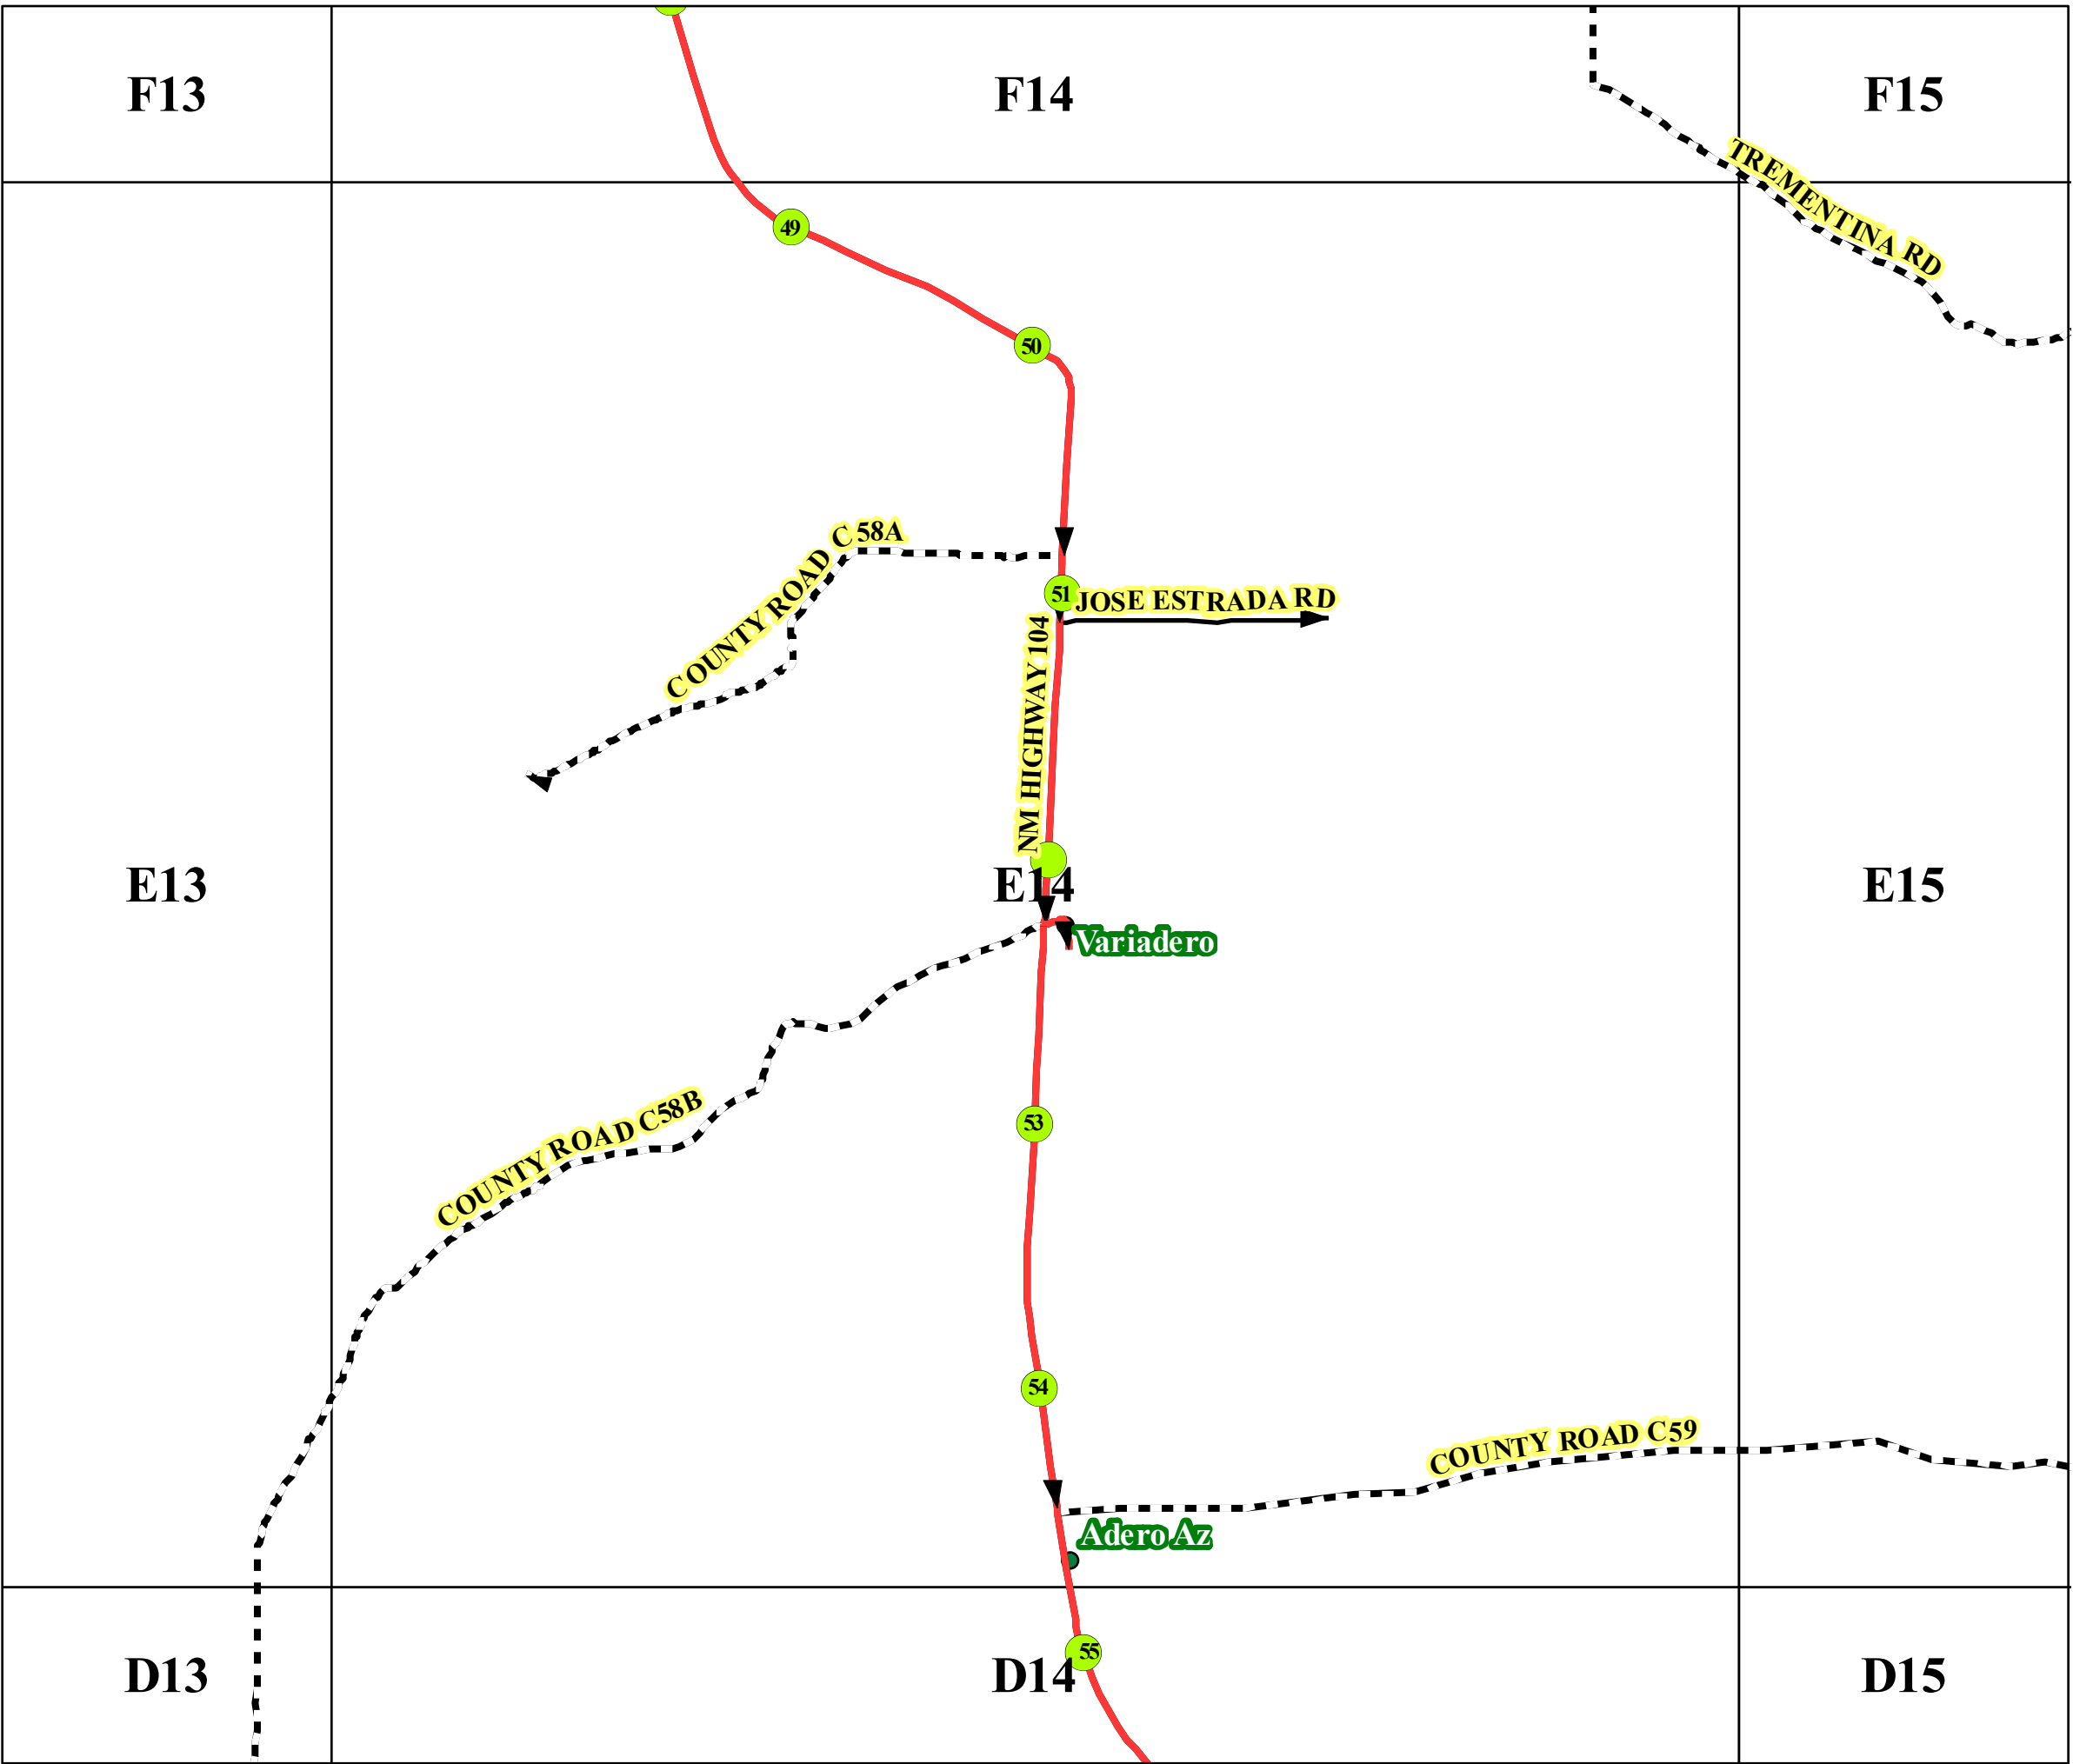 F13
F14
F15
TREMENTINA RD
49
50
COUNTY ROAD C 58A
51
JOSE ESTRADA RD
NM HIGHWAY 104
E13
E14
E15
Variadero
COUNTY ROAD C58B
53
54
COUNTY ROAD C59
Adero Az
D13
D14
55
D15